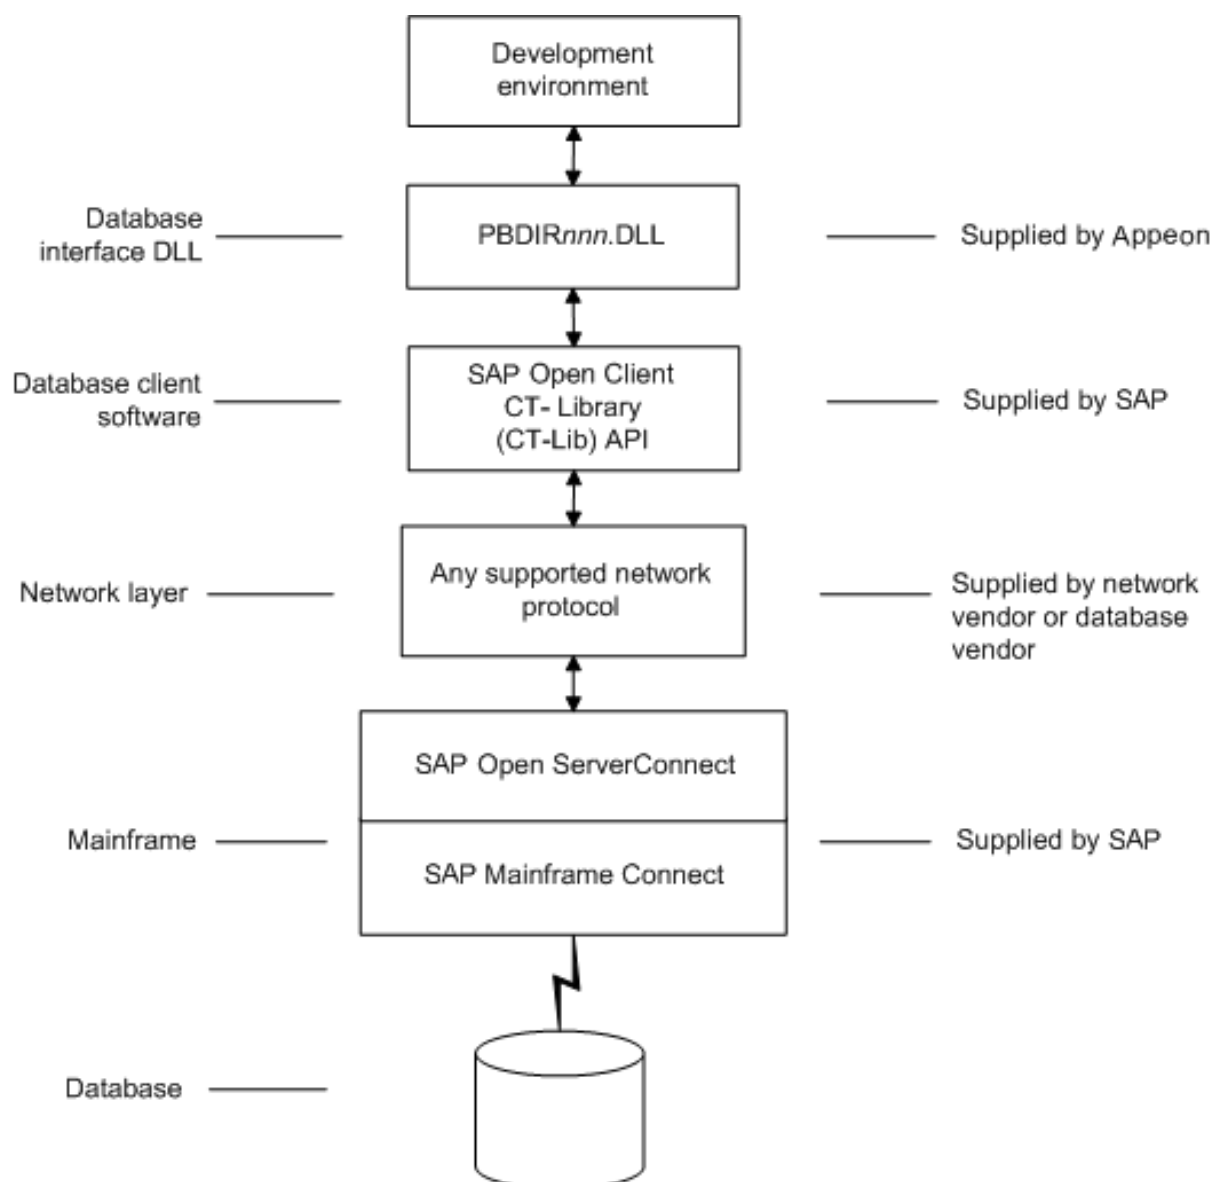 Development
environment
Database
interface DLL
PBDIRnnn.DLL
Supplied by Appeon
Database client
software
SAP Open Client
CT- Library
(CT-Lib) API
Supplied by SAP
Network layer
Any supported network
protocol
Supplied by network
vendor or database
vendor
SAP Open ServerConnect
Mainframe
SAP Mainframe Connect
Supplied by SAP
Database